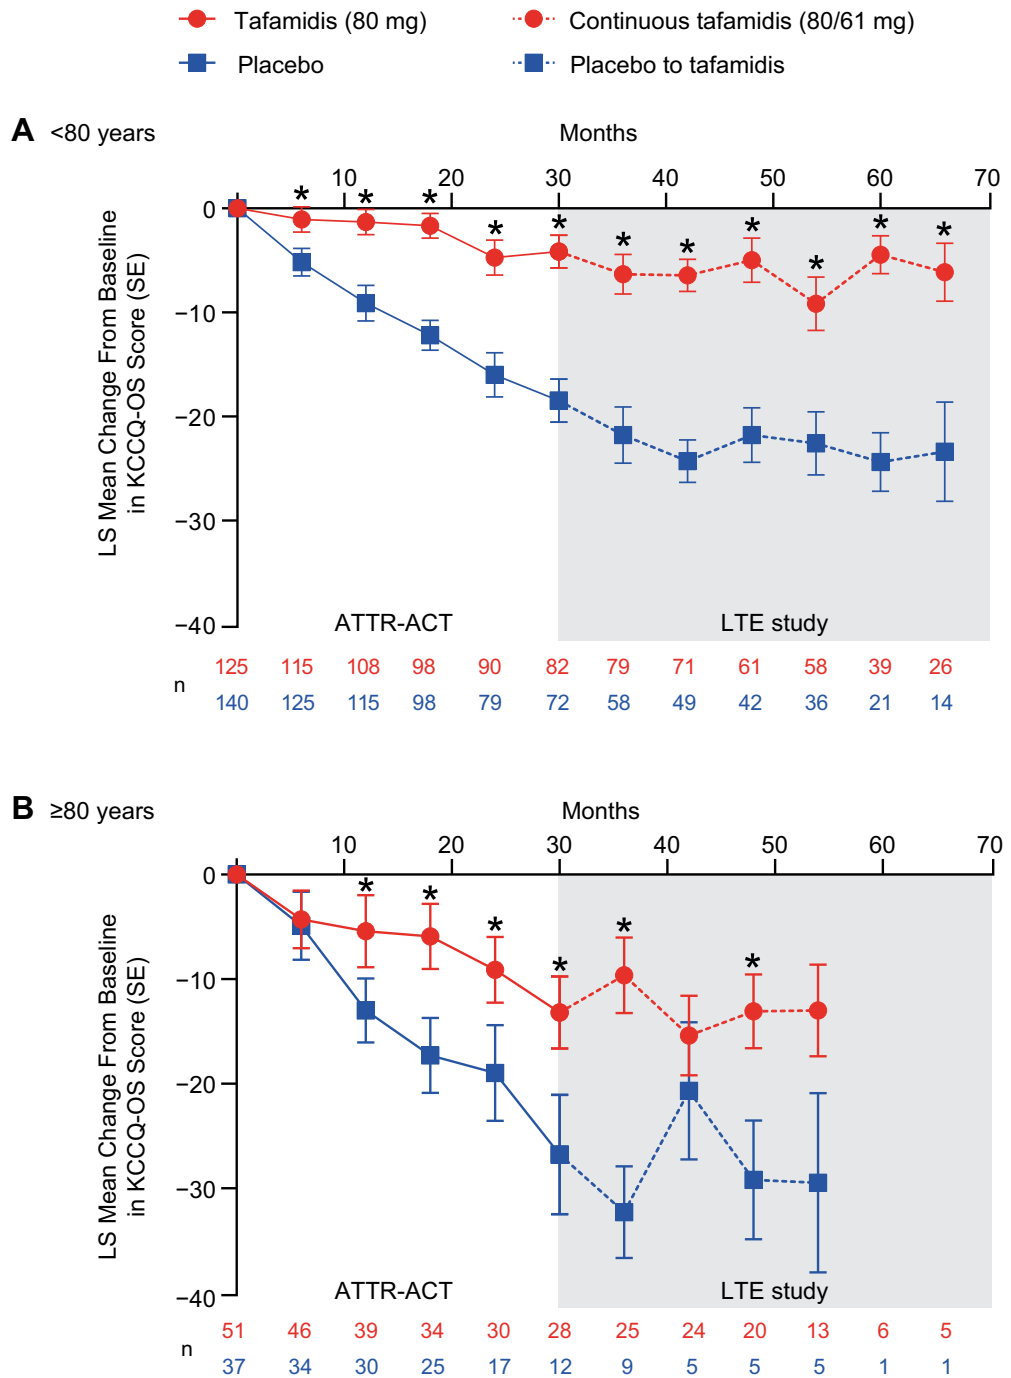 Tafamidis (80 mg) Continuous tafamidis (80/61 mg)
Placebo Placebo to tafamidis
A <80 years Months
10 20 30 40 50 60 70
* * * * * * * * * * *
0
−10
−20
−30
−40
LS Mean Change From Baseline
in KCCQ-OS Score (SE)
ATTR-ACT LTE study
125 115 108 98 90 82 79 71 61 58 39 26
n
140 125 115 98 79 72 58 49 42 36 21 14
B ≥80 years Months
10 20 30 40 50 60 70
* * * * * *
0
−10
−20
−30
−40
LS Mean Change From Baseline
in KCCQ-OS Score (SE)
ATTR-ACT LTE study
51 46 39 34 30 28 25 24 20 13 6 5
n
37 34 30 25 17 12 9 5 5 5 1 1